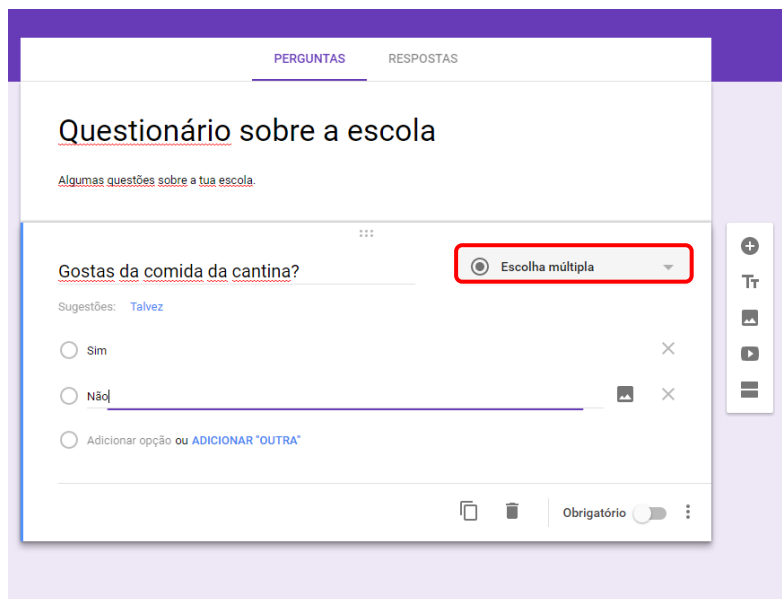 PERGUNTAS RESPOSTAS
Questionário sobre a escola
Algumas questões sobre a tua escola.
Gostas da comida da cantina? Escolha múltipla
Sugestões: Talvez
Sim
Não
Adicionar opção ou ADICIONAR "OUTRA"
Obrigatório